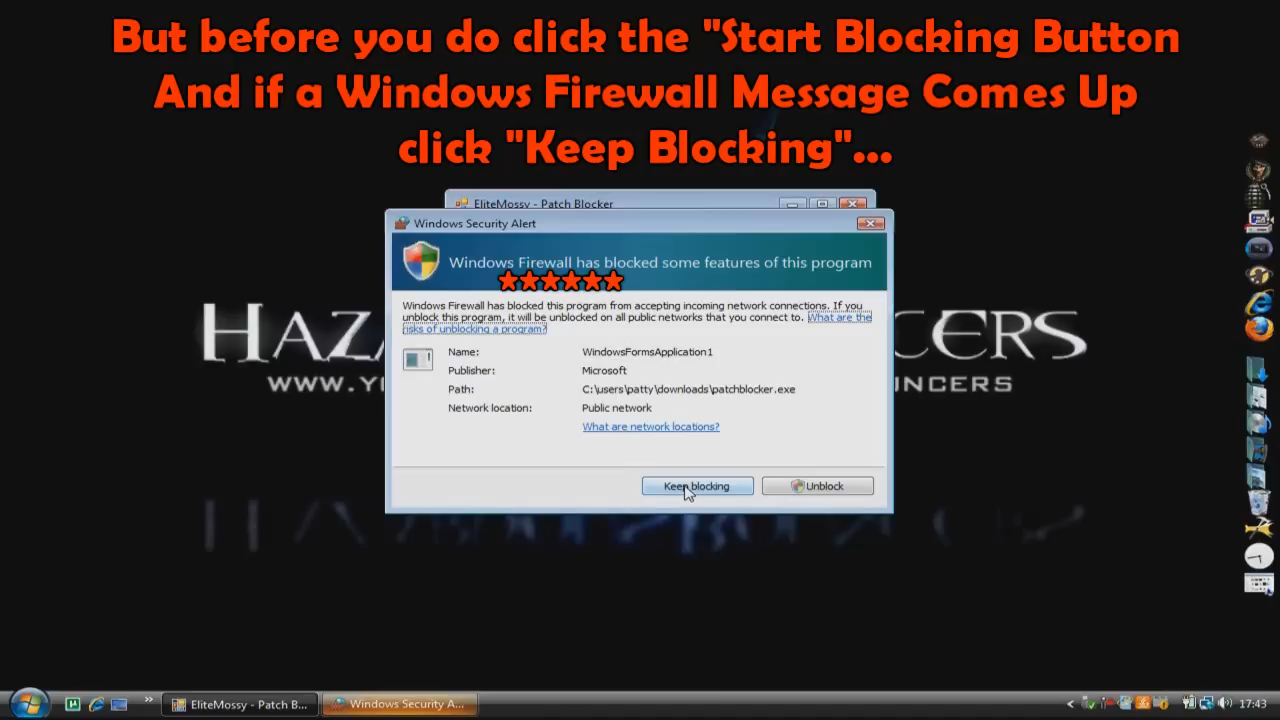 But before you do click the "Start Blocking Button
And if a Windows Firewall Message Comes Up
click "Keep Blocking"...
EliteMossy - Patch Blocker
Windows Security Alert
Windows Firewall has blocked some features of this program
Windows Firewall has blocked this program from accepting incoming network connections. If you
unblock this program, it will be unblocked on all public networks that you connect to. What are the
risks of unblocking a program?
Name: WindowsFormsApplication1
Publisher: Microsoft
Path: C:\users\patty\downloads\patchblocker.exe
Network location: Public network
What are network locations?
Keep blocking Unblock
EliteMossy - Patch B...
Windows Security A...
17:43